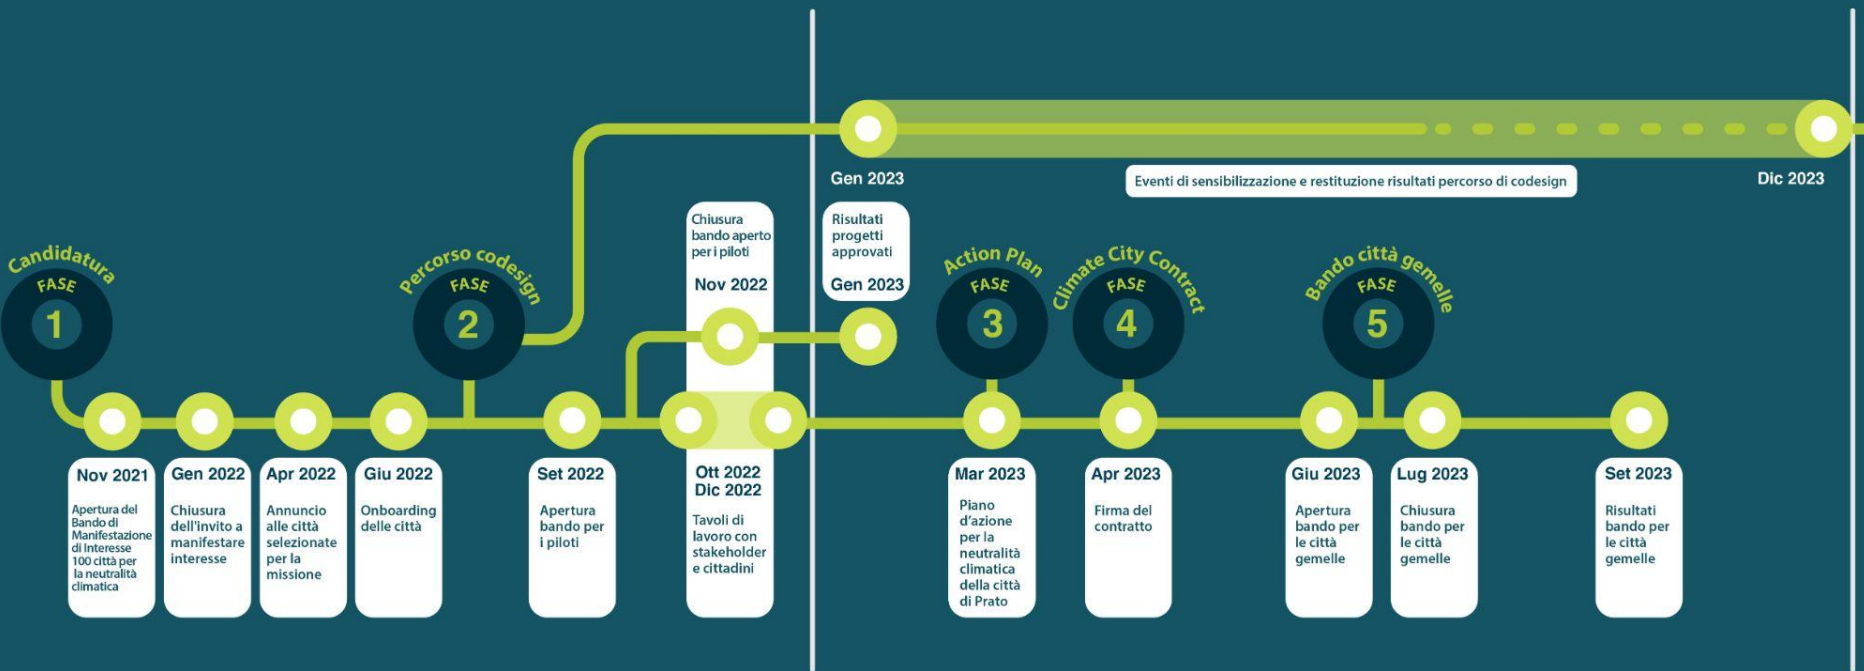 Candidatura
FASE
1
Nov 2021
Apertura del
Bando di
Manifestazione
di Interesse
100 città per
la neutralità
climatica
Gen 2022
Chiusura
dell'invito a
manifestare
interesse
Apr 2022
Annuncio
alle città
selezionate
per la
missione
Giu 2022
Onboarding
delle città
Percorso codesign
FASE
2
Set 2022
Apertura
bando per
i piloti
Chiusura
bando aperto
per i piloti
Nov 2022
Ott 2022
Dic 2022
Tavoli di
lavoro con
stakeholder
e cittadini
Gen 2023
Eventi di sensibilizzazione e restituzione risultati percorso di codesign
Dic 2023
Risultati
progetti
approvati
Gen 2023
Action Plan
FASE
3
Mar 2023
Piano
d'azione
per la
neutralità
climatica
della città
di Prato
Climate City Contract
FASE
4
Apr 2023
Firma del
contratto
Bando città gemelle
FASE
5
Giu 2023
Apertura
bando per
le città
gemelle
Lug 2023
Chiusura
bando per
le città
gemelle
Set 2023
Risultati
bando per
le città
gemelle